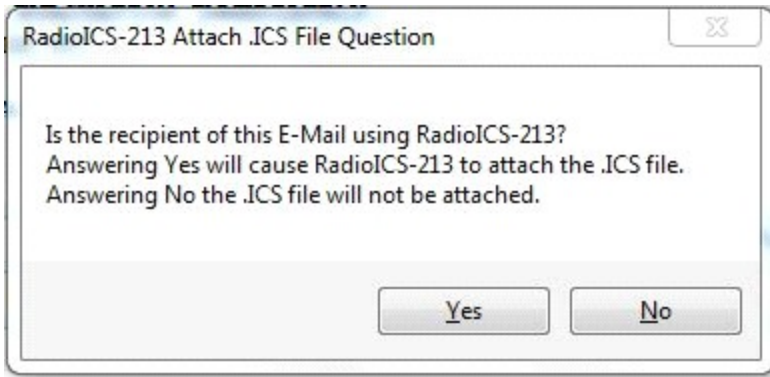 RadioICS-213 Attach .ICS File Question
Is the recipient of this E-Mail using RadioICS-213?
Answering Yes will cause RadioICS-213 to attach the .ICS file.
Answering No the .ICS file will not be attached.
Yes No